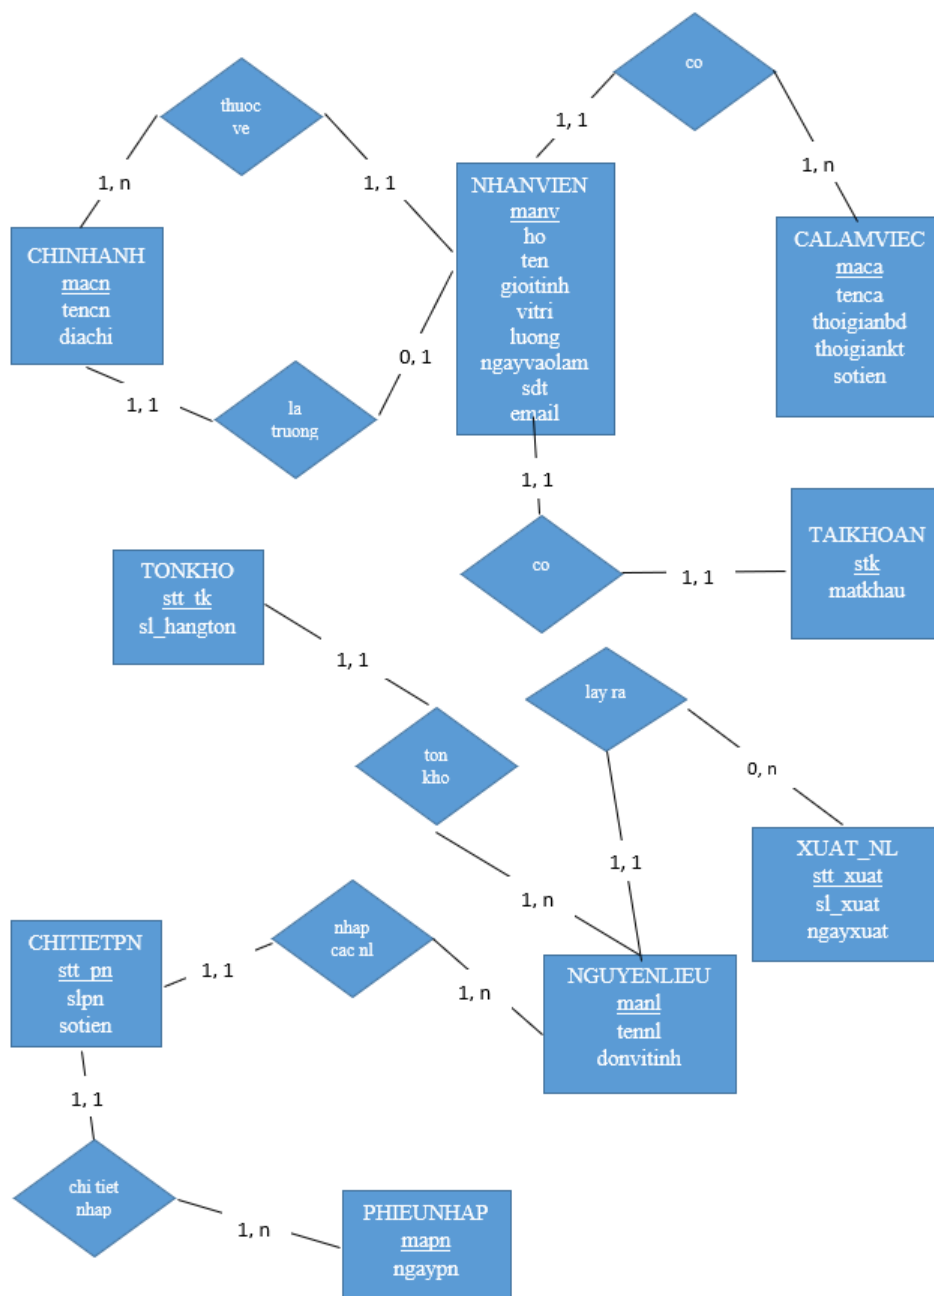 co
thuoc
ve
1, 1
1, n
1, n
1, 1
NHANVIEN
manv
ho
ten
gioitinh
vitri
luong
ngayvaolam
sdt
email
CHINHANH
macn
tencn
diachi
CALAMVIEC
maca
tenca
thoigianbd
thoigiankt
sotien
0, 1
1, 1
la
truong
1, 1
TAIKHOAN
stk
matkhau
co
1, 1
TONKHO
stt_tk
sl_hangton
1, 1
lay ra
ton
kho
0, n
XUAT_NL
stt_xuat
sl_xuat
ngayxuat
1, 1
1, n
nhap
cac nl
CHITIETPN
stt_pn
slpn
sotien
1, 1
1, n
NGUYENLIEU
manl
tennl
donvitinh
1, 1
chi tiet
nhap
1, n
PHIEUNHAP
mapn
ngaypn